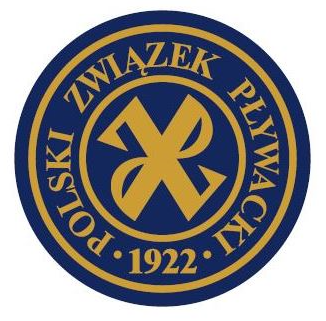 POLSKI ZWIĄZEK PŁYWACKI
· 1922 ·